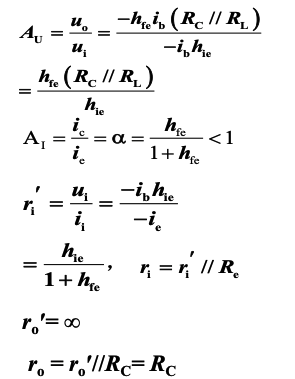 A_U = u_o / u_i = −h_fe i_b ( R_C // R_L ) / −i_b h_ie
= h_fe ( R_C // R_L ) / h_ie
A_I = i_c / i_e = α = h_fe / 1 + h_fe < 1
r_i′ = u_i / i_i = −i_b h_ie / −i_e
= h_ie / 1 + h_fe , r_i = r_i′ // R_e
r_o′= ∞
r_o = r_o′//R_C= R_C